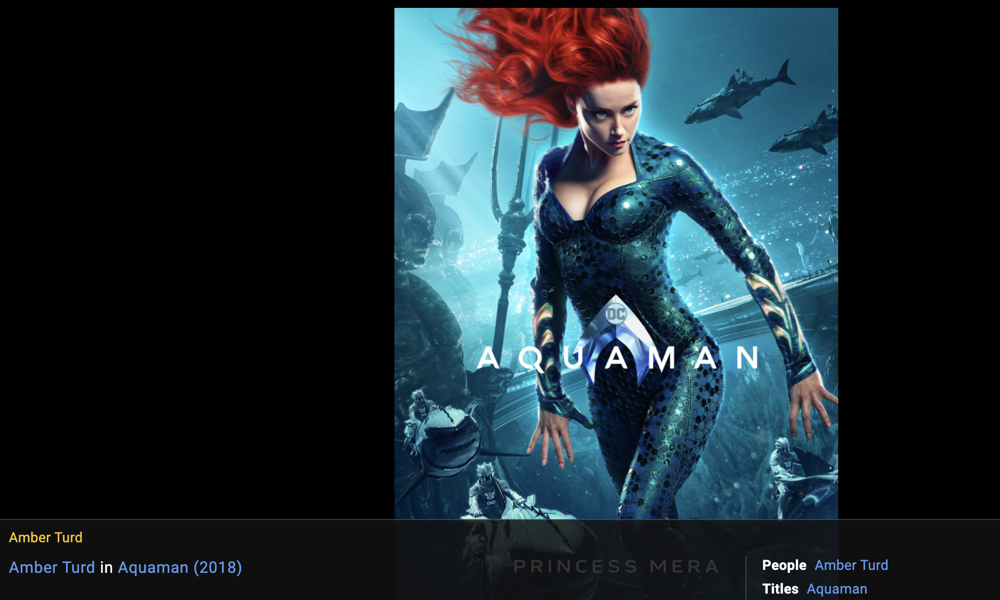 DC
AQUAMAN
PRINCESS MERA
Amber Turd
Amber Turd in Aquaman (2018)
People Amber Turd
Titles Aquaman